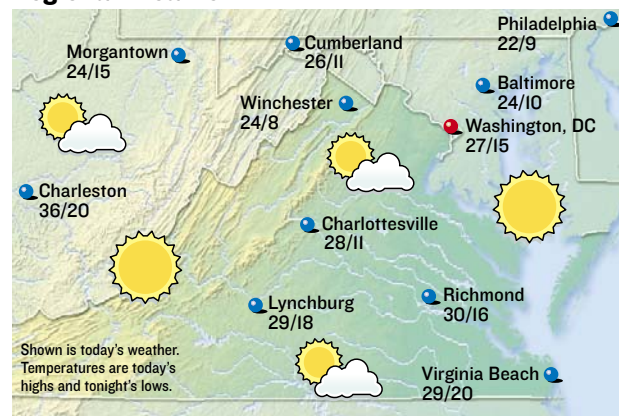 Philadelphia
22/9
Morgantown
24/15
Cumberland
26/11
Baltimore
24/10
Winchester
24/8
Washington, DC
27/15
Charleston
36/20
Charlottesville
28/11
Lynchburg
29/18
Richmond
30/16
Shown is today's weather.
Temperatures are today's
highs and tonight's lows.
Virginia Beach
29/20